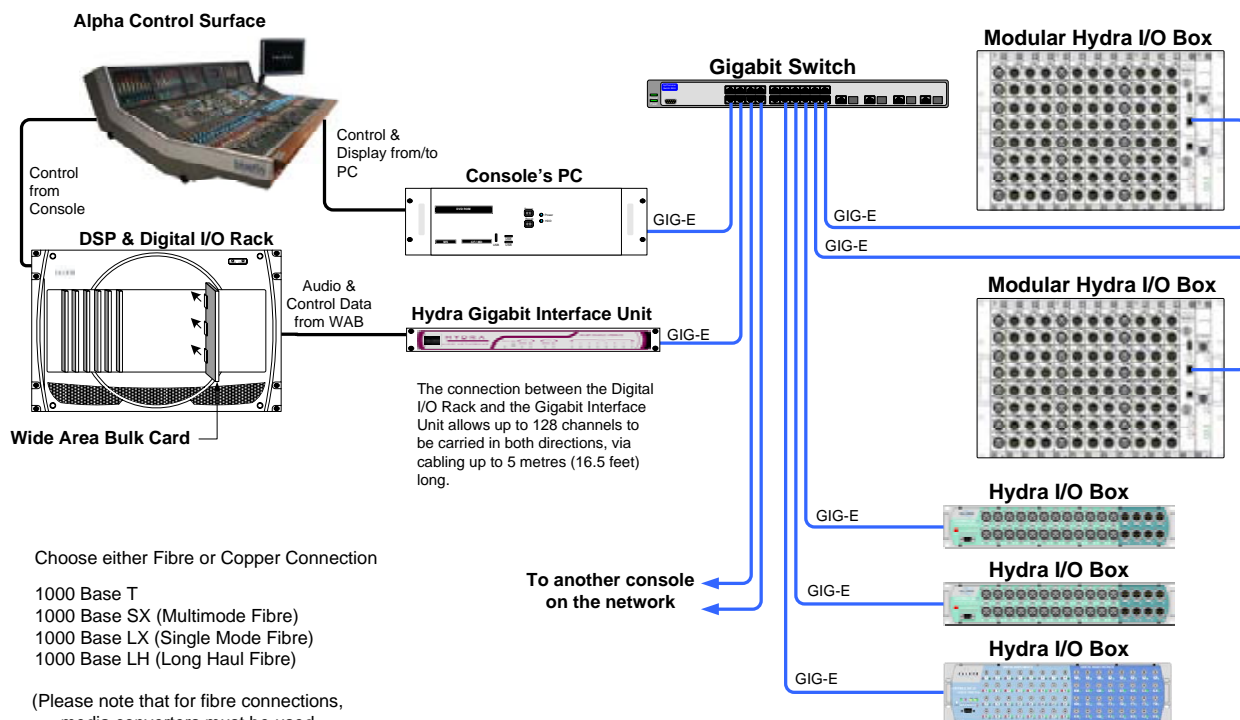 Alpha Control Surface
Modular Hydra I/O Box
Gigabit Switch
Control &
Display from/to
PC
Control
from
Console
Console's PC
GIG-E
GIG-E
GIG-E
DSP & Digital I/O Rack
Audio &
Control Data
from WAB
Hydra Gigabit Interface Unit
GIG-E
Modular Hydra I/O Box
The connection between the Digital
I/O Rack and the Gigabit Interface
Unit allows up to 128 channels to
be carried in both directions, via
cabling up to 5 metres (16.5 feet)
long.
Wide Area Bulk Card
Hydra I/O Box
GIG-E
Choose either Fibre or Copper Connection
1000 Base T
1000 Base SX (Multimode Fibre)
1000 Base LX (Single Mode Fibre)
1000 Base LH (Long Haul Fibre)
To another console
on the network
Hydra I/O Box
GIG-E
Hydra I/O Box
GIG-E
(Please note that for fibre connections,
media converters must be used